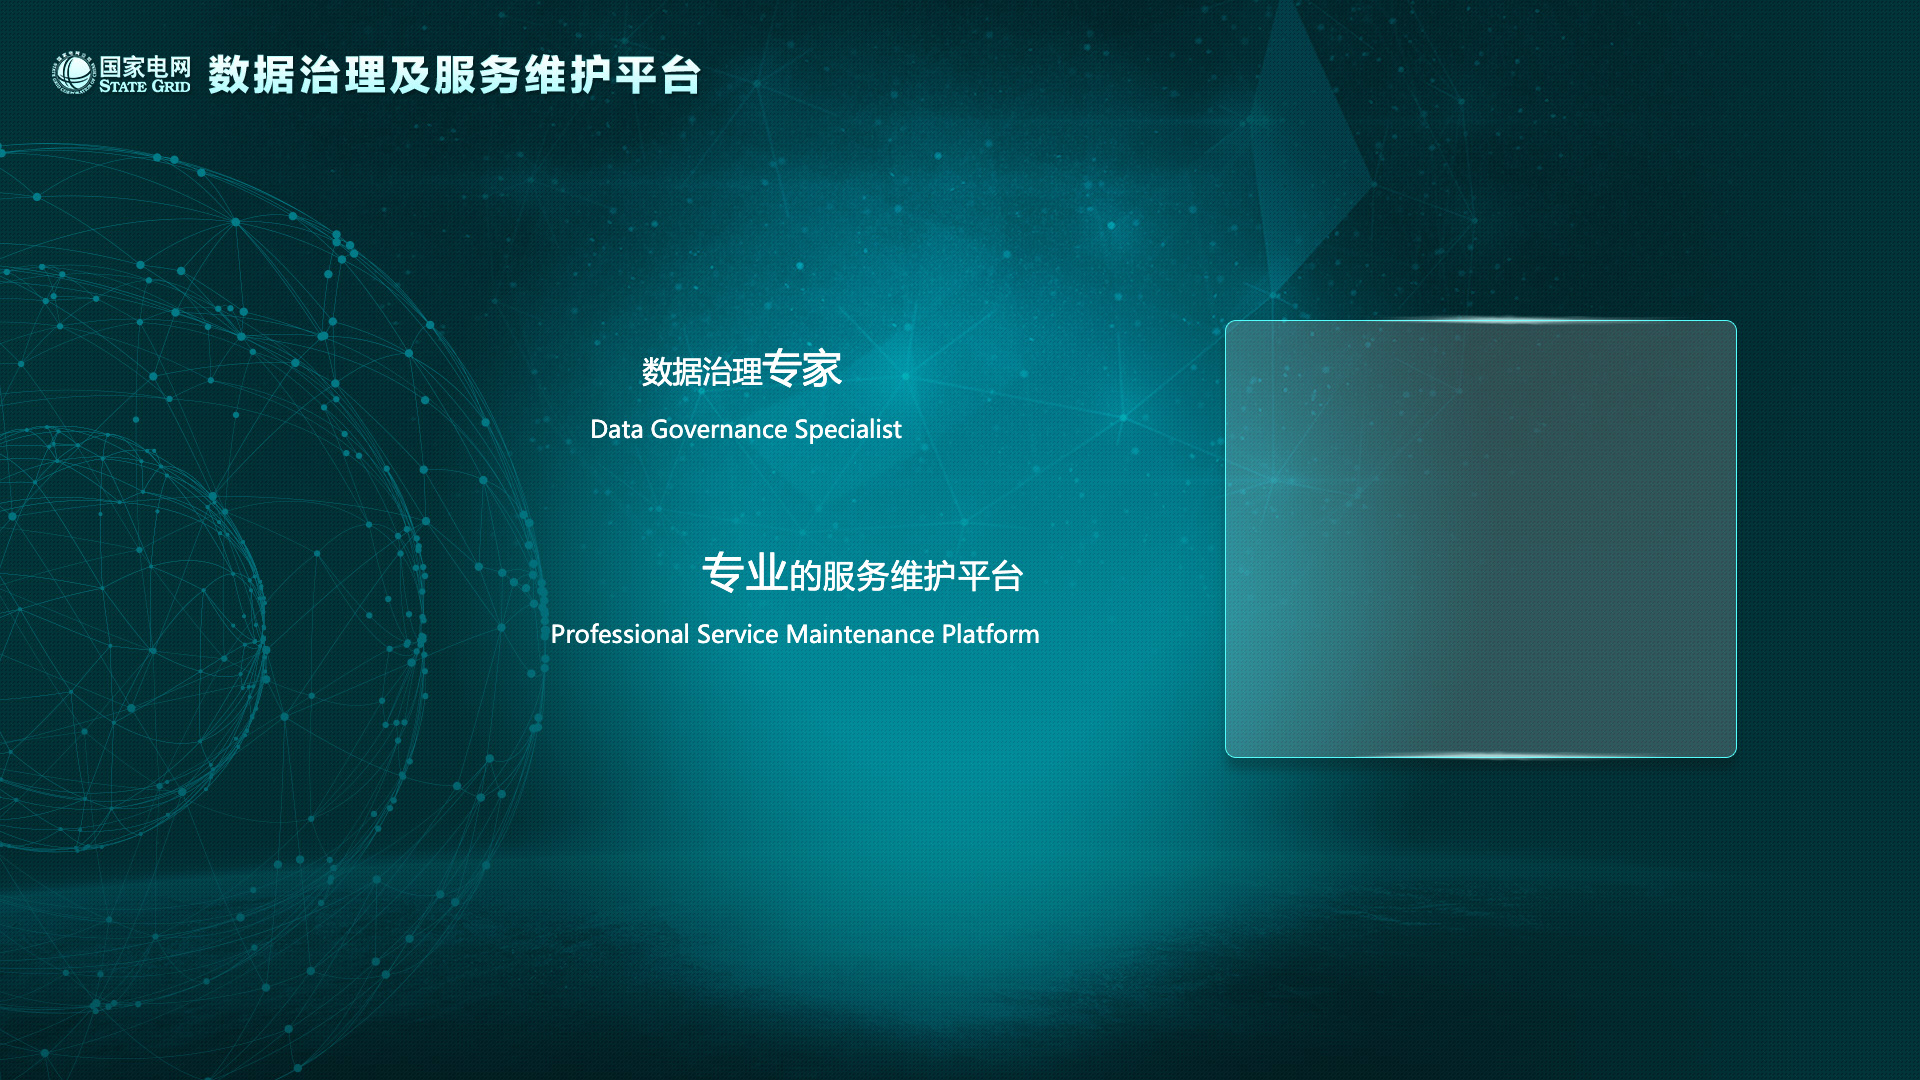 国家电网
STATE GRID
数据治理及服务维护平台
数据治理专家
Data Governance Specialist
专业的服务维护平台
Professional Service Maintenance Platform